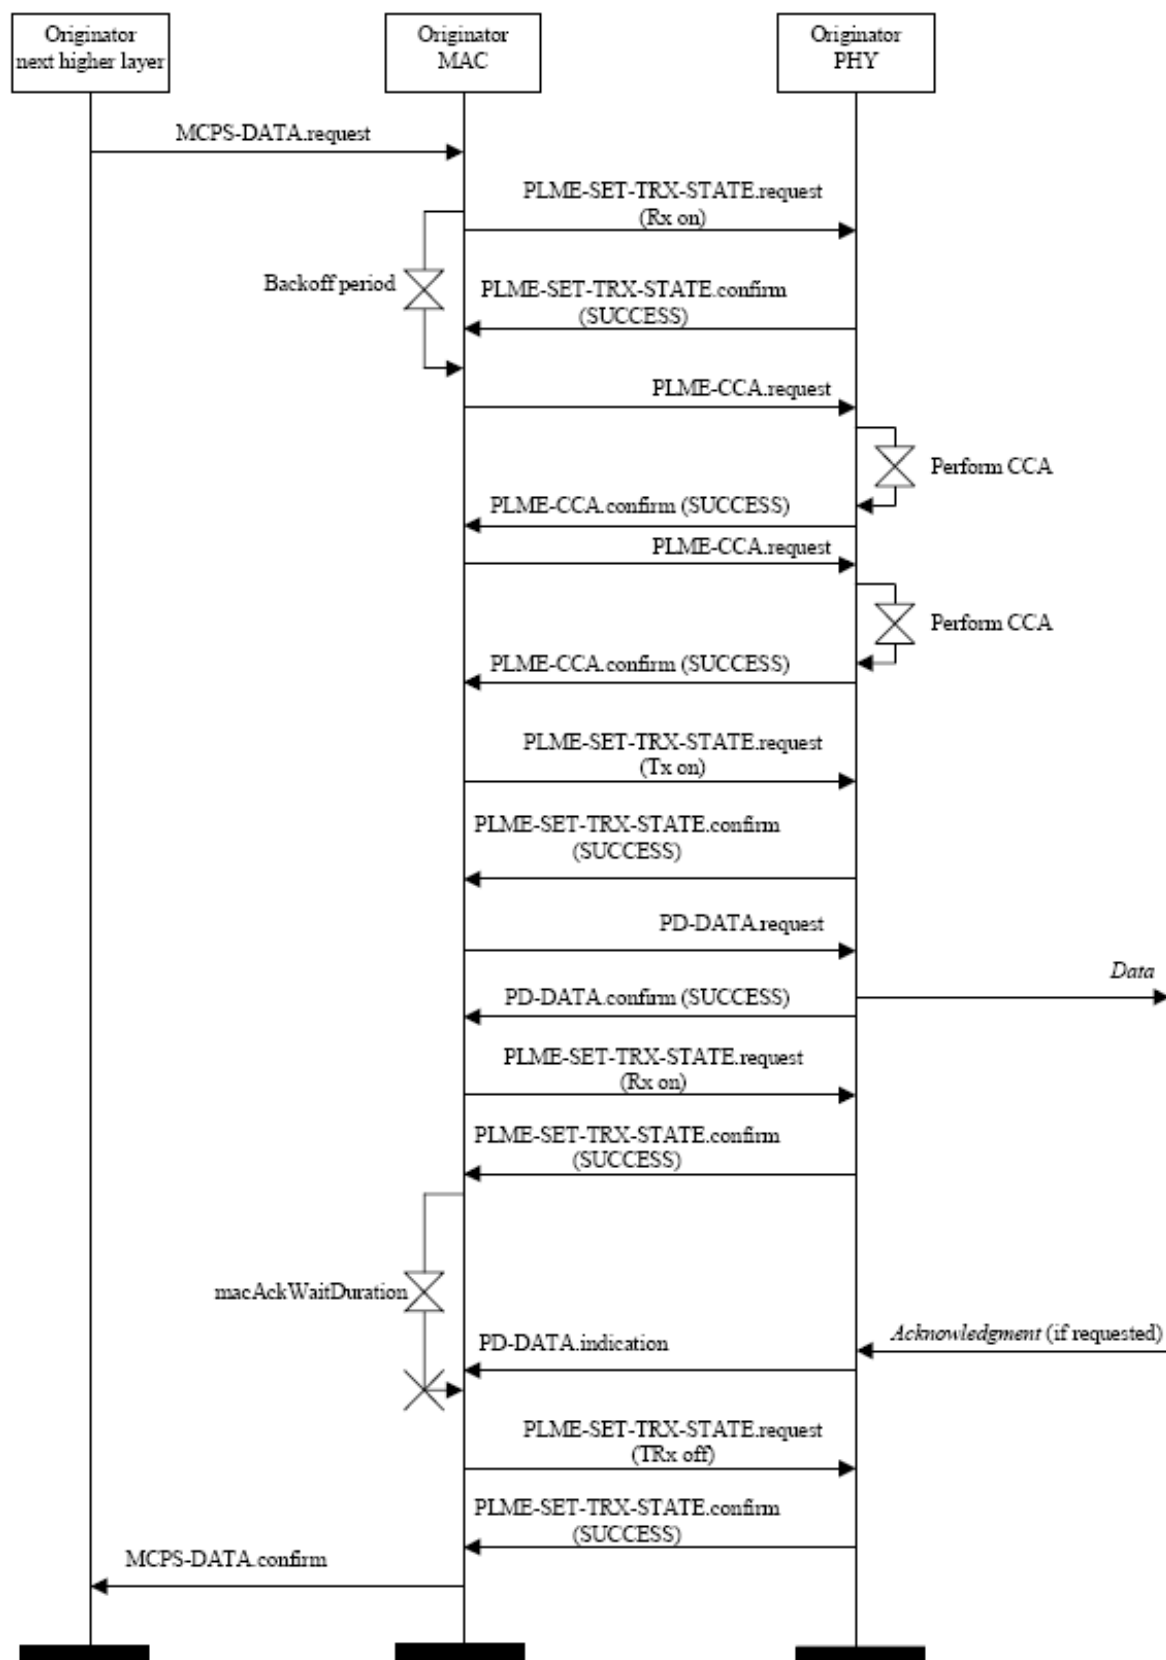 Originator
next higher layer
Originator
MAC
Originator
PHY
MCPS-DATA.request
PLME-SET-TRX-STATE.request
(Rx on)
Backoff period
PLME-SET-TRX-STATE.confirm
(SUCCESS)
PLME-CCA.request
Perform CCA
PLME-CCA.confirm (SUCCESS)
PLME-CCA.request
Perform CCA
PLME-CCA.confirm (SUCCESS)
PLME-SET-TRX-STATE.request
(Tx on)
PLME-SET-TRX-STATE.confirm
(SUCCESS)
PD-DATA.request
Data
PD-DATA.confirm (SUCCESS)
PLME-SET-TRX-STATE.request
(Rx on)
PLME-SET-TRX-STATE.confirm
(SUCCESS)
macAckWaitDuration
Acknowledgment (if requested)
PD-DATA.indication
PLME-SET-TRX-STATE.request
(TRx off)
PLME-SET-TRX-STATE.confirm
(SUCCESS)
MCPS-DATA.confirm